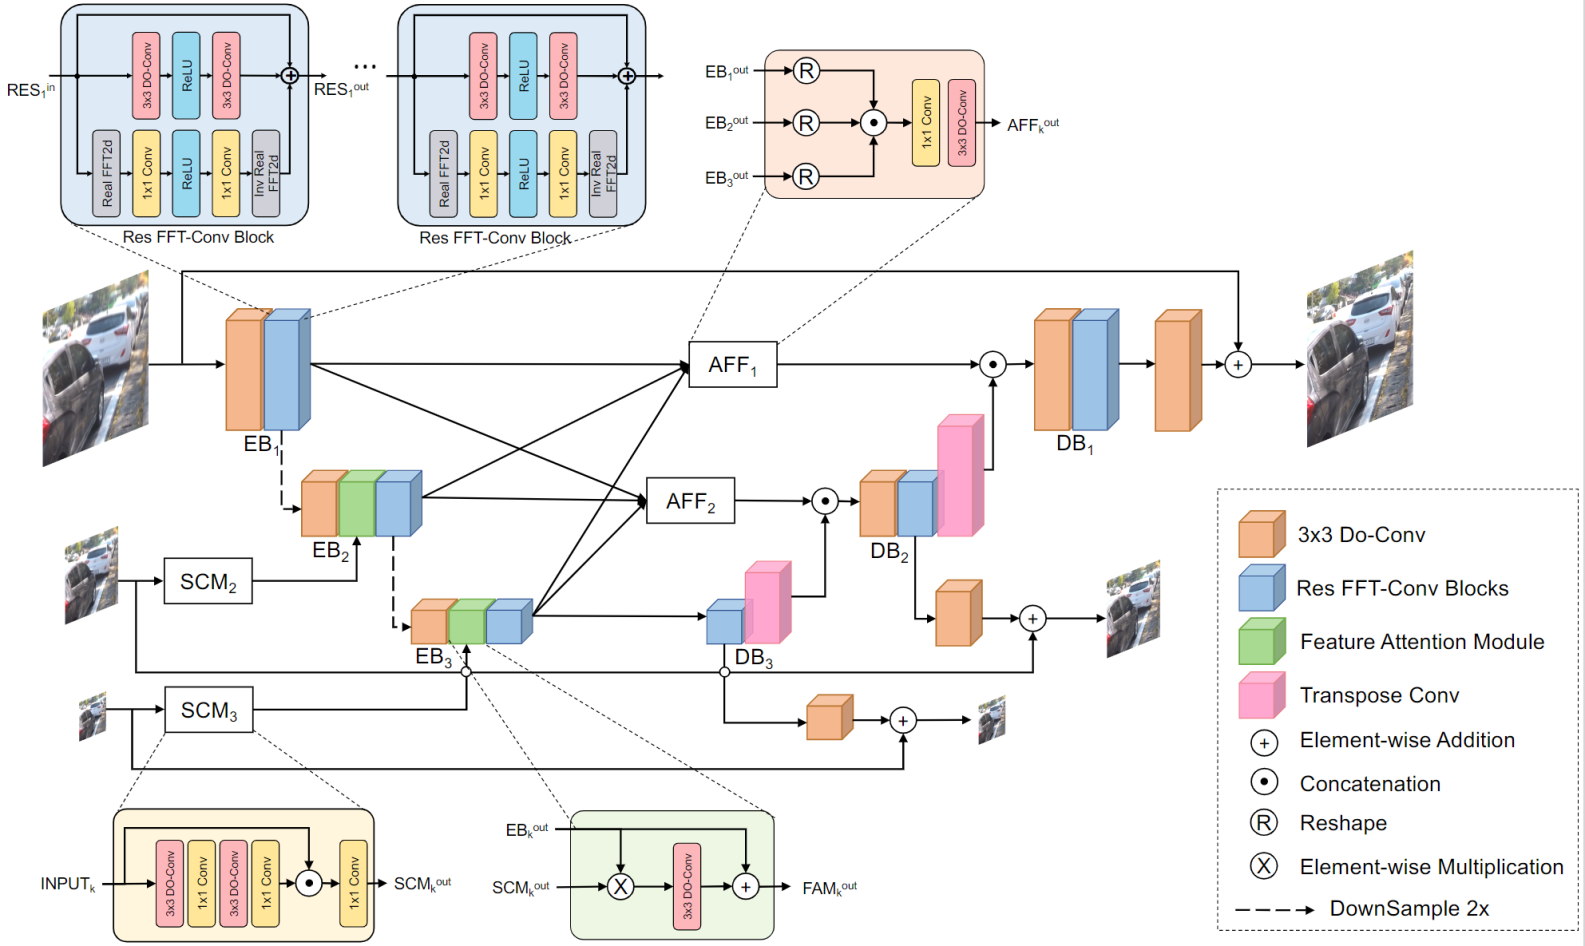 RES₁ⁱⁿ
3x3 DO-Conv
ReLU
3x3 DO-Conv
+
RES₁ᵒᵘᵗ
Real FFT2d
1x1 Conv
ReLU
1x1 Conv
Inv Real
FFT2d
Res FFT-Conv Block
...
3x3 DO-Conv
ReLU
3x3 DO-Conv
+
Real FFT2d
1x1 Conv
ReLU
1x1 Conv
Inv Real
FFT2d
Res FFT-Conv Block
EB₁ᵒᵘᵗ
R
EB₂ᵒᵘᵗ
R
EB₃ᵒᵘᵗ
R
1x1 Conv
3x3 DO-Conv
AFFₖᵒᵘᵗ
EB₁
AFF₁
DB₁
+
EB₂
AFF₂
DB₂
SCM₂
EB₃
DB₃
+
SCM₃
+
INPUTₖ
3x3 DO-Conv
1x1 Conv
3x3 DO-Conv
1x1 Conv
1x1 Conv
SCMₖᵒᵘᵗ
EBₖᵒᵘᵗ
SCMₖᵒᵘᵗ
X
3x3 DO-Conv
+
FAMₖᵒᵘᵗ
3x3 Do-Conv
Res FFT-Conv Blocks
Feature Attention Module
Transpose Conv
+ Element-wise Addition
Concatenation
R Reshape
X Element-wise Multiplication
DownSample 2x